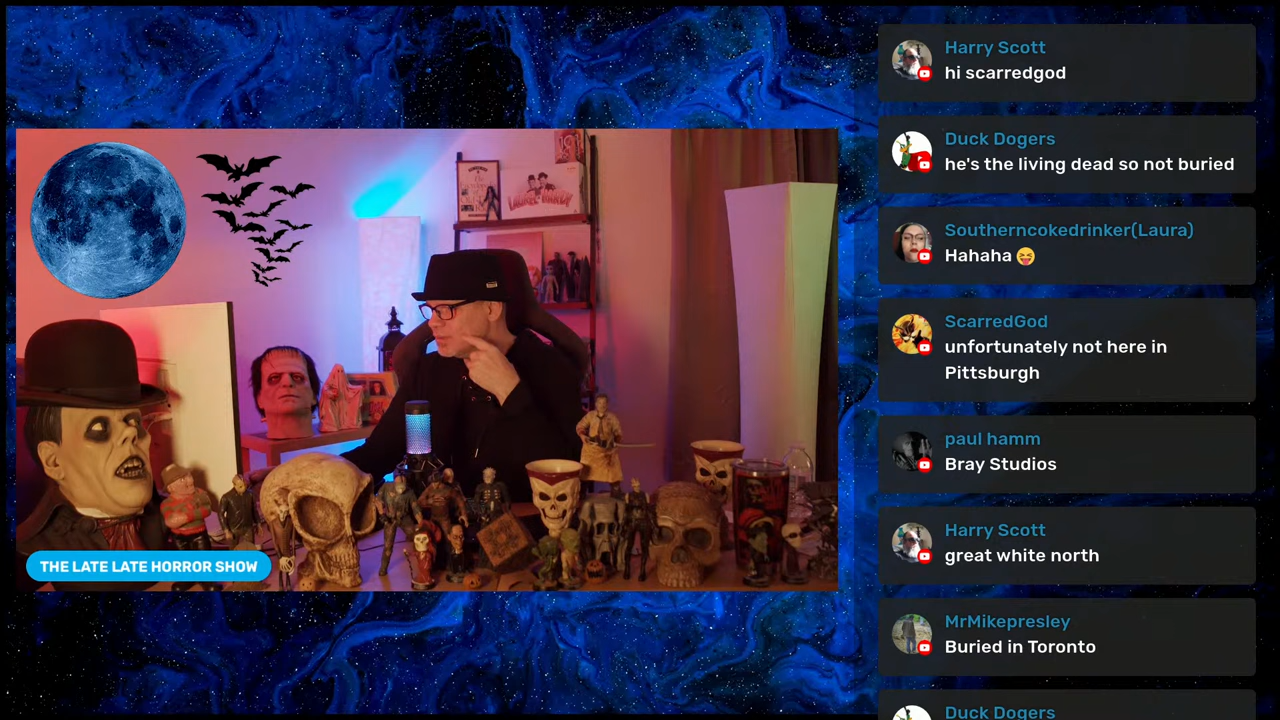 LAUREL HARDY
THE LATE LATE HORROR SHOW
Harry Scott
hi scarredgod
Duck Dogers
he's the living dead so not buried
Southerncokedrinker(Laura)
Hahaha 😝
ScarredGod
unfortunately not here in
Pittsburgh
paul hamm
Bray Studios
Harry Scott
great white north
MrMikepresley
Buried in Toronto
Duck Dogers